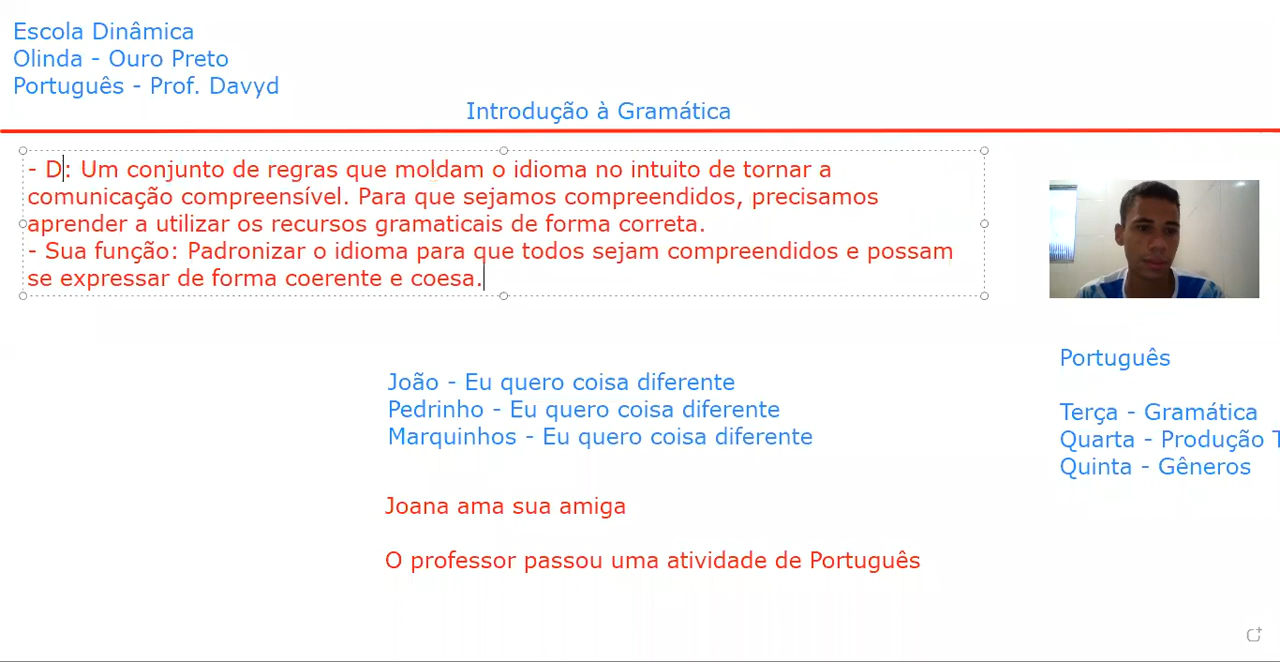 Escola Dinâmica
Olinda - Ouro Preto
Português - Prof. Davyd
Introdução à Gramática
- D: Um conjunto de regras que moldam o idioma no intuito de tornar a
comunicação compreensível. Para que sejamos compreendidos, precisamos
aprender a utilizar os recursos gramaticais de forma correta.
- Sua função: Padronizar o idioma para que todos sejam compreendidos e possam
se expressar de forma coerente e coesa.
João - Eu quero coisa diferente
Pedrinho - Eu quero coisa diferente
Marquinhos - Eu quero coisa diferente
Joana ama sua amiga
O professor passou uma atividade de Português
Português
Terça - Gramática
Quarta - Produção T
Quinta - Gêneros